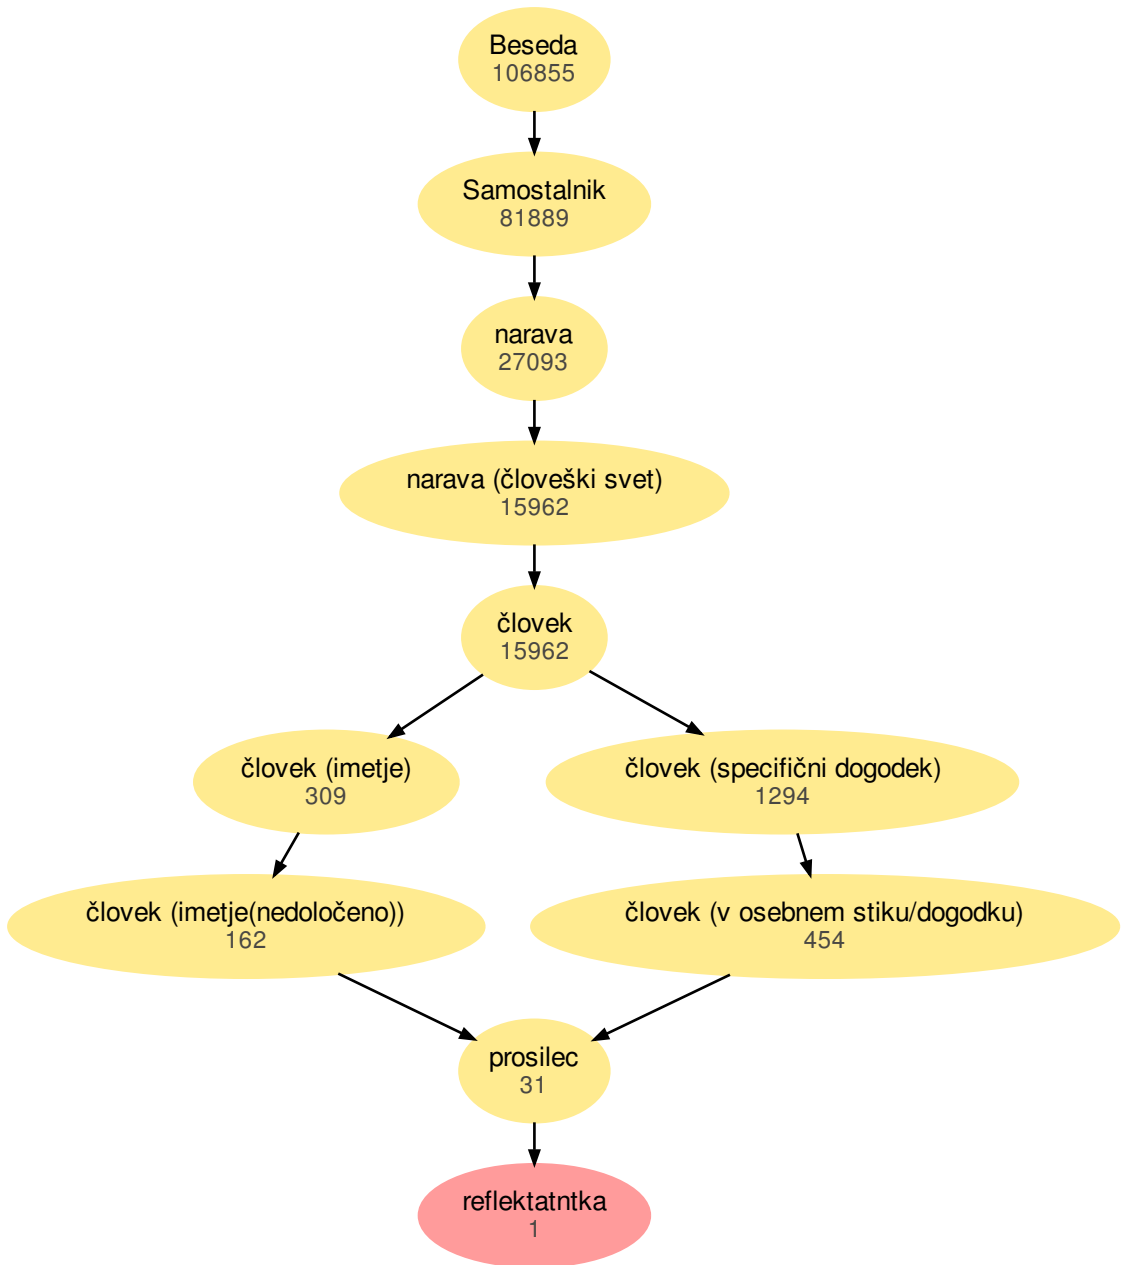 Beseda
106855
Samostalnik
81889
narava
27093
narava (človeški svet)
15962
človek
15962
človek (imetje)
309
človek (specifični dogodek)
1294
človek (imetje(nedoločeno))
162
človek (v osebnem stiku/dogodku)
454
prosilec
31
reflektatntka
1